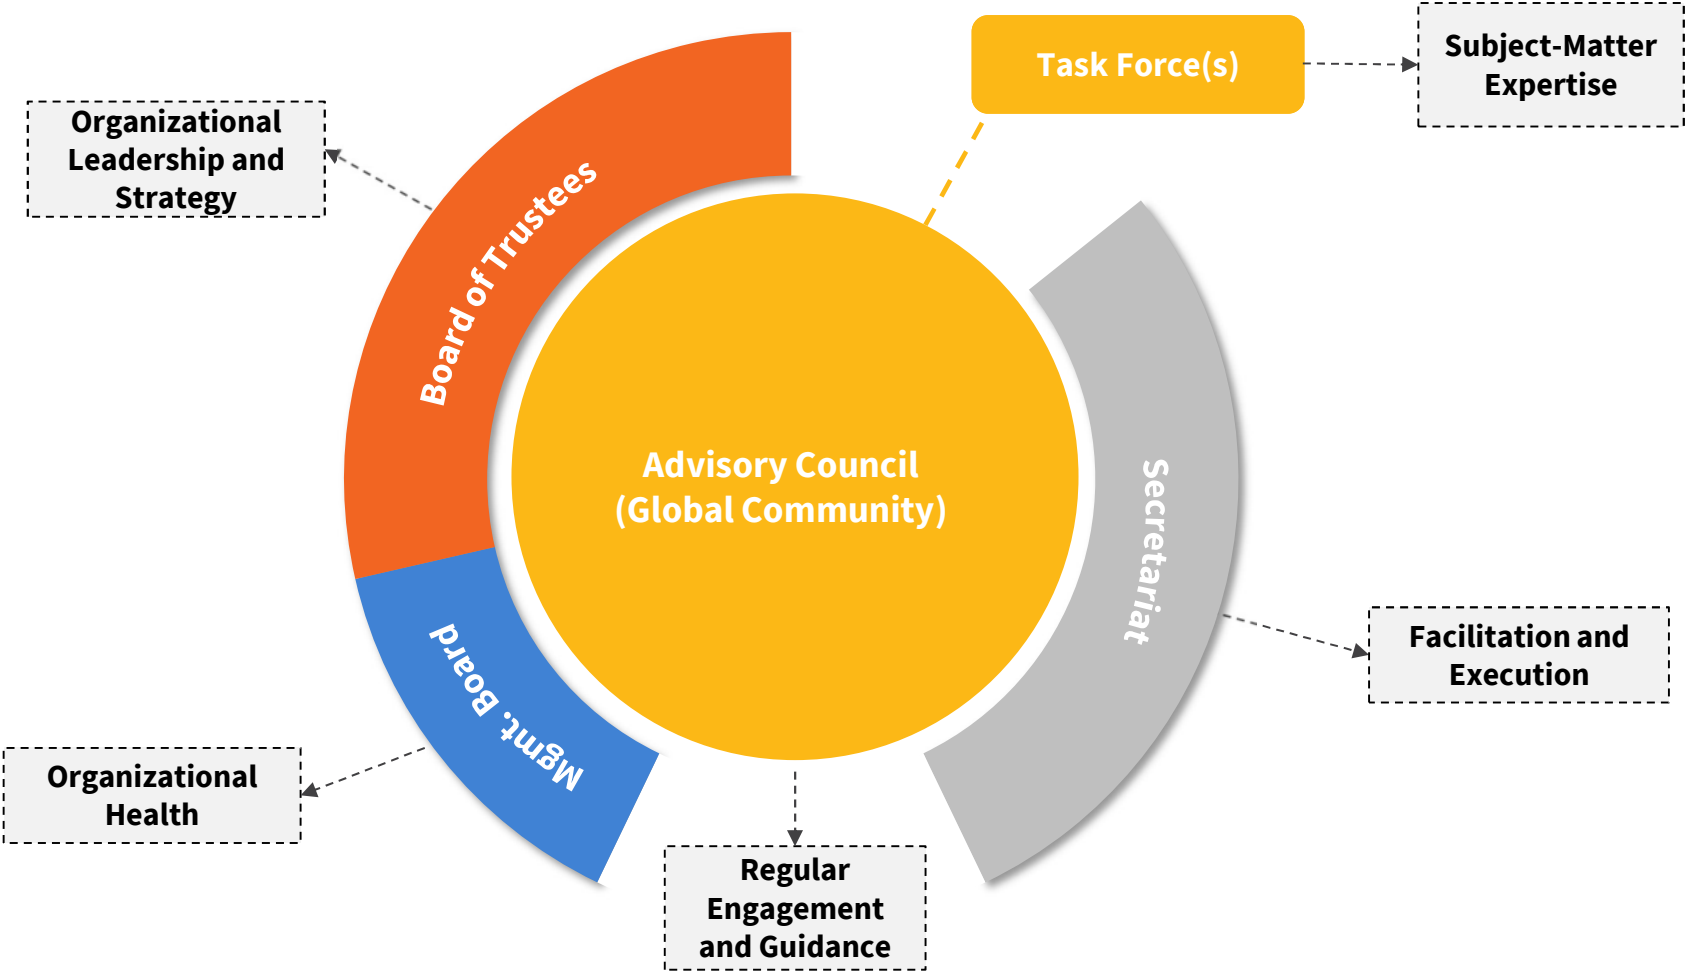 Task Force(s)
Subject-Matter
Expertise
Organizational
Leadership and
Strategy
Board of Trustees
Advisory Council
(Global Community)
Secretariat
Facilitation and
Execution
Mgmt. Board
Organizational
Health
Regular
Engagement
and Guidance